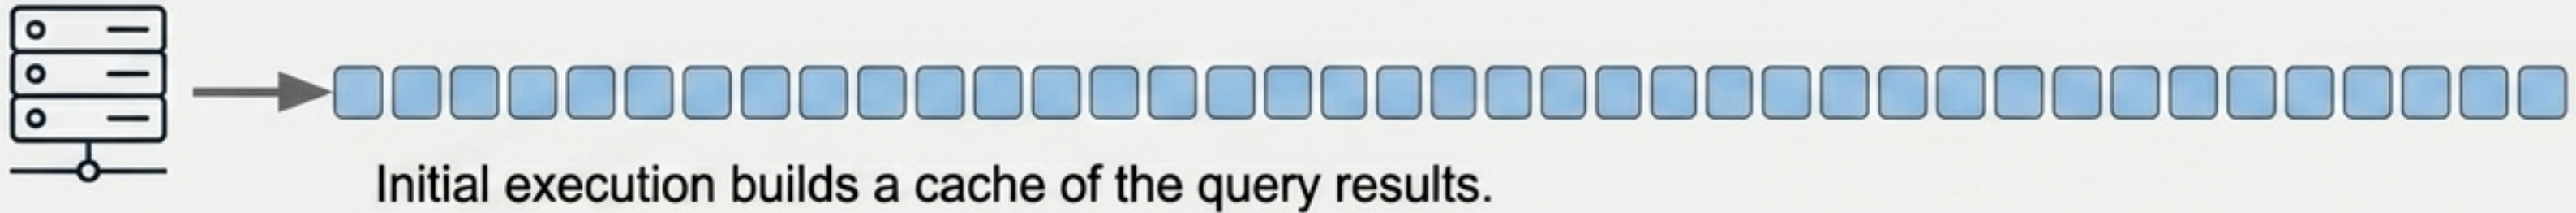 Initial execution builds a cache of the query results.